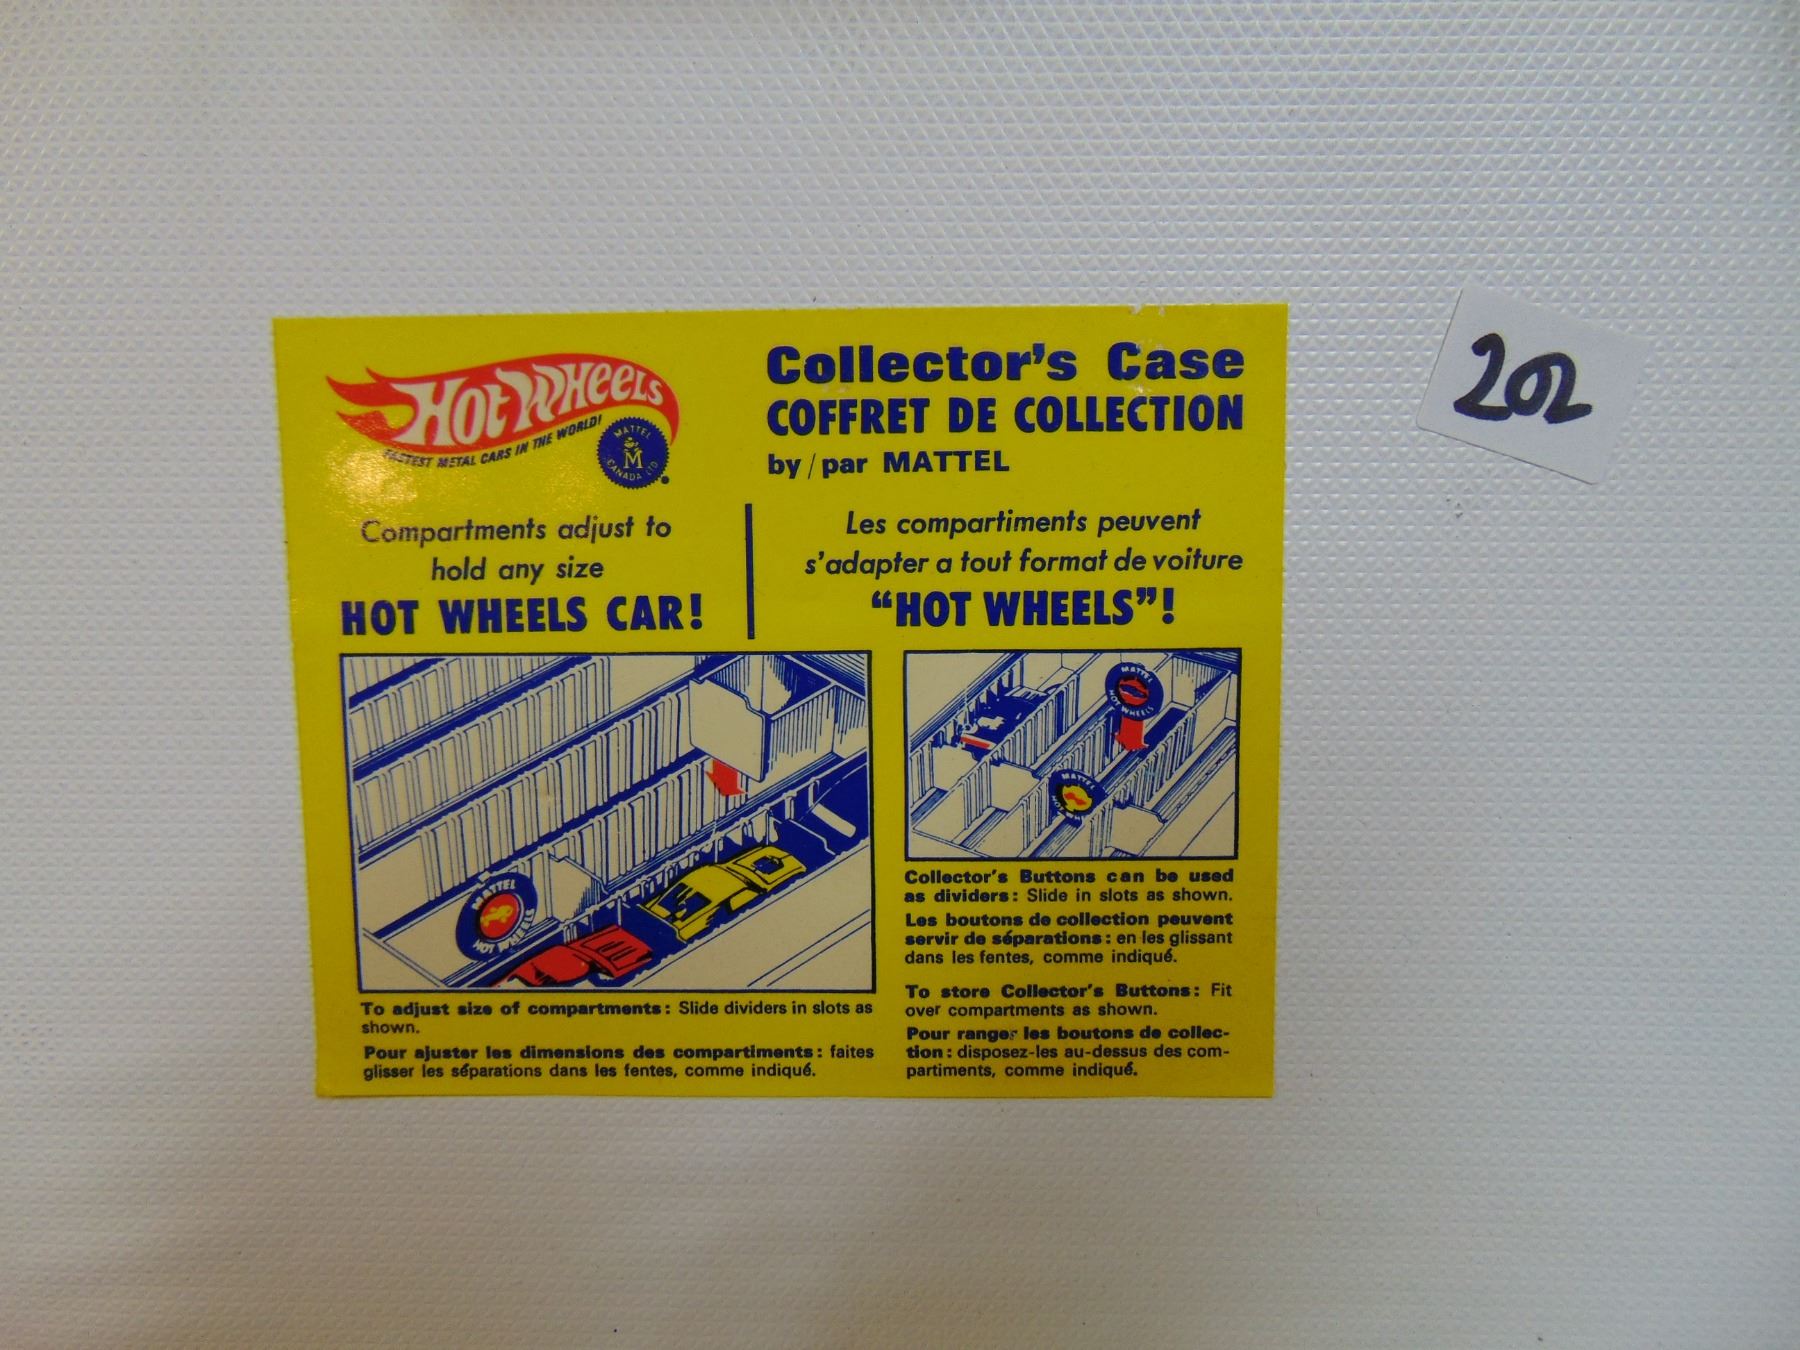 HOT WHEELS
FASTEST METAL CARS IN THE WORLD!
MATTEL
M
CANADA LTD
Collector's Case
COFFRET DE COLLECTION
by / par MATTEL
202
Compartments adjust to
hold any size
HOT WHEELS CAR!
Les compartiments peuvent
s'adapter a tout format de voiture
"HOT WHEELS"!
MATTEL
HOT WHEELS
To adjust size of compartments: Slide dividers in slots as
shown.
Pour ajuster les dimensions des compartiments: faites
glisser les séparations dans les fentes, comme indiqué.
MATTEL
HOT WHEELS
MATTEL
HOT
Collector's Buttons can be used
as dividers: Slide in slots as shown.
Les boutons de collection peuvent
servir de séparations: en les glissant
dans les fentes, comme indiqué.
To store Collector's Buttons: Fit
over compartments as shown.
Pour ranger les boutons de collec-
tion: disposez-les au-dessus des com-
partiments, comme indiqué.